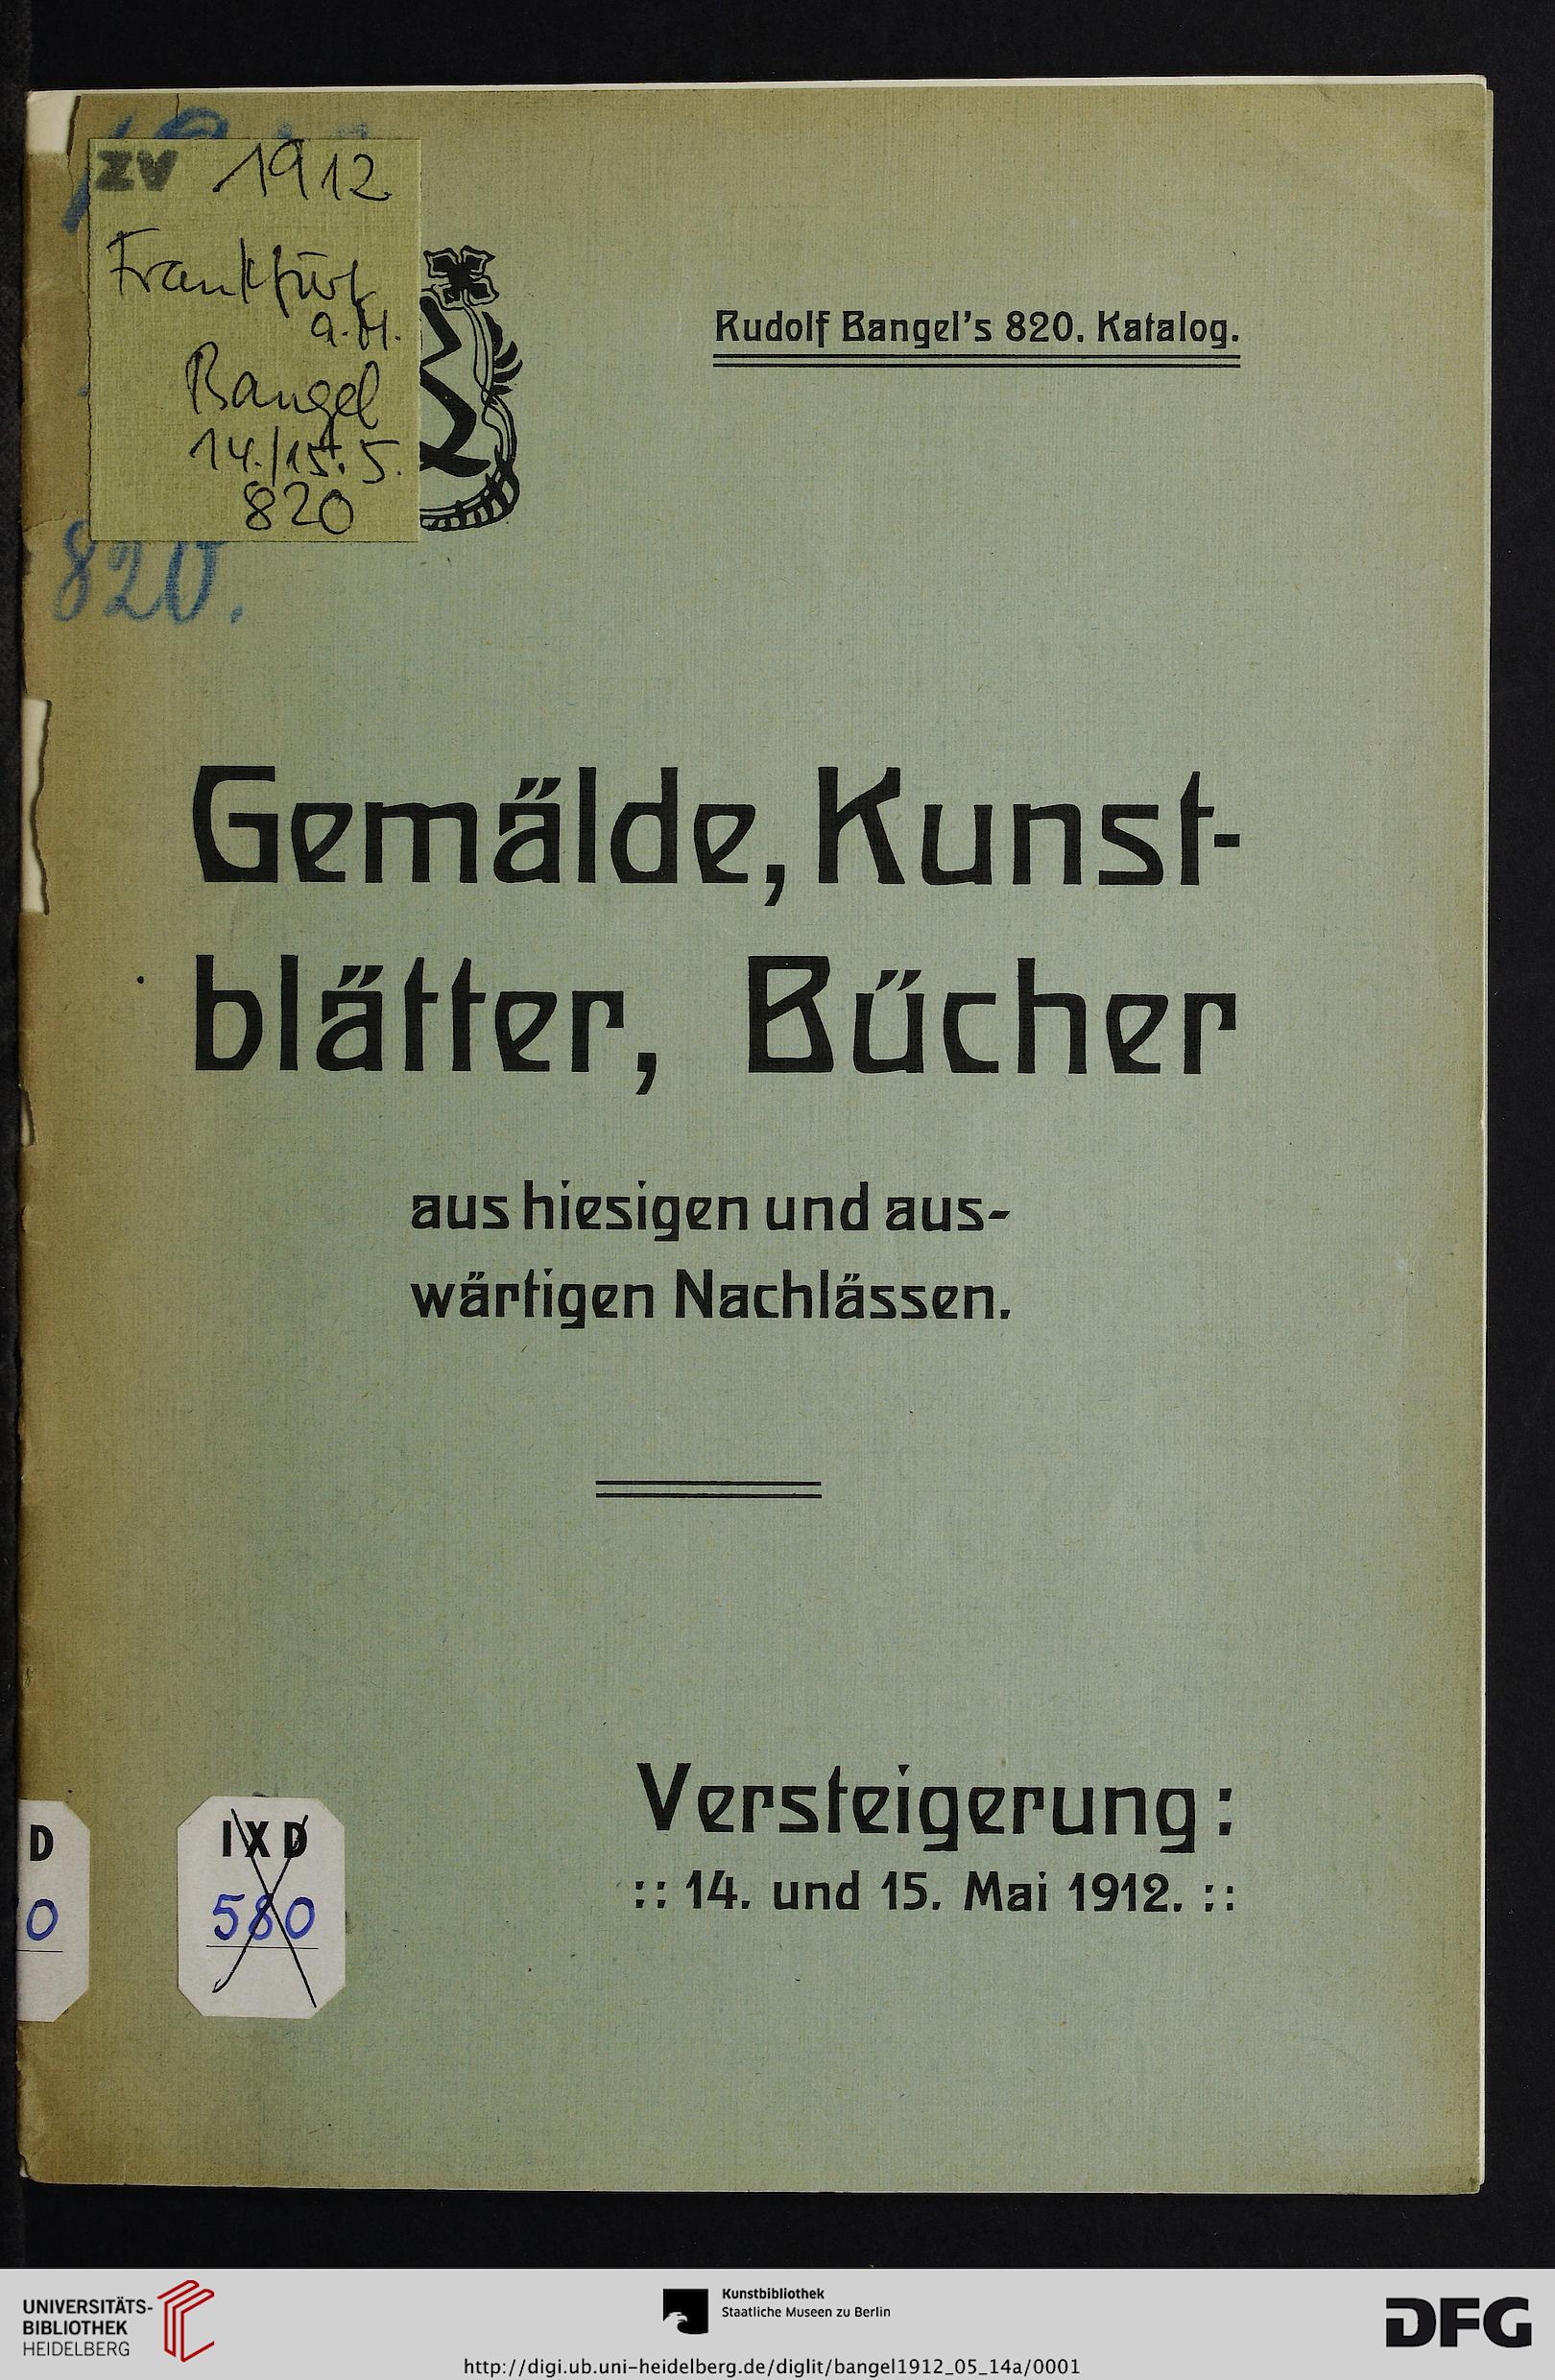 ZV 1912
Frankfurt
a.M.
Bangel
14./15. 5.
820
820.
Rudolf Bangel's 820. Katalog.
Gemälde, Kunst-
blätter, Bücher
aus hiesigen und aus-
wärtigen Nachlässen.
Versteigerung:
:: 14. und 15. Mai 1912. ::
D
0
IXD
580
UNIVERSITÄTS-
BIBLIOTHEK
HEIDELBERG
Kunstbibliothek
Staatliche Museen zu Berlin
DFG
http://digi.ub.uni-heidelberg.de/diglit/bangel1912_05_14a/0001